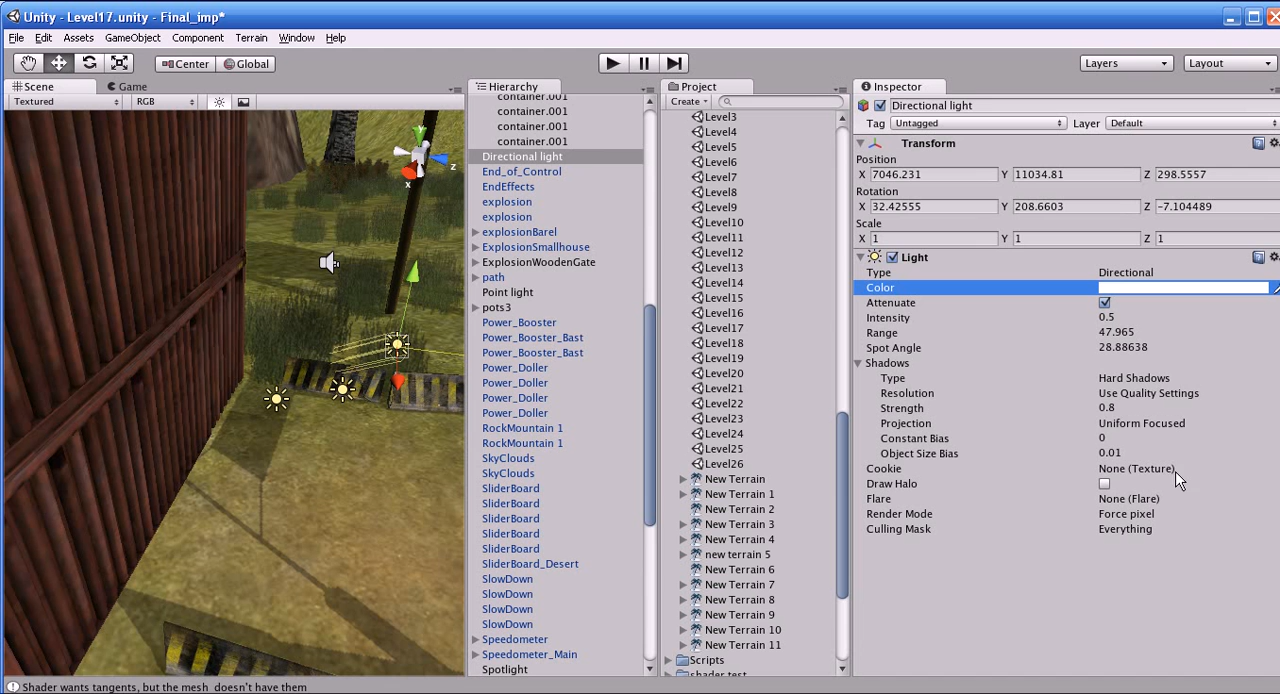 Unity - Level17.unity - Final_imp*
File Edit Assets GameObject Component Terrain Window Help
Center Global Layers Layout
Scene Game
Textured RGB
x z
Hierarchy
container.001
container.001
container.001
container.001
Directional light
End_of_Control
EndEffects
explosion
explosion
explosionBarel
ExplosionSmallhouse
ExplosionWoodenGate
path
Point light
pots3
Power_Booster
Power_Booster_Bast
Power_Booster_Bast
Power_Doller
Power_Doller
Power_Doller
Power_Doller
RockMountain 1
RockMountain 1
SkyClouds
SkyClouds
SliderBoard
SliderBoard
SliderBoard
SliderBoard
SliderBoard
SliderBoard_Desert
SlowDown
SlowDown
SlowDown
SlowDown
Speedometer
Speedometer_Main
Spotlight
Project
Create
Level3
Level4
Level5
Level6
Level7
Level8
Level9
Level10
Level11
Level12
Level13
Level14
Level15
Level16
Level17
Level18
Level19
Level20
Level21
Level22
Level23
Level24
Level25
Level26
New Terrain
New Terrain 1
New Terrain 2
New Terrain 3
New Terrain 4
new terrain 5
New Terrain 6
New Terrain 7
New Terrain 8
New Terrain 9
New Terrain 10
New Terrain 11
Scripts
shader test
Inspector
Directional light
Tag Untagged Layer Default
Transform
Position
X 7046.231 Y 11034.81 Z 298.5557
Rotation
X 32.42555 Y 208.6603 Z -7.104489
Scale
X 1 Y 1 Z 1
Light
Type Directional
Color
Attenuate
Intensity 0.5
Range 47.965
Spot Angle 28.88638
Shadows
Type Hard Shadows
Resolution Use Quality Settings
Strength 0.8
Projection Uniform Focused
Constant Bias 0
Object Size Bias 0.01
Cookie None (Texture)
Draw Halo
Flare None (Flare)
Render Mode Force pixel
Culling Mask Everything
Shader wants tangents, but the mesh doesn't have them